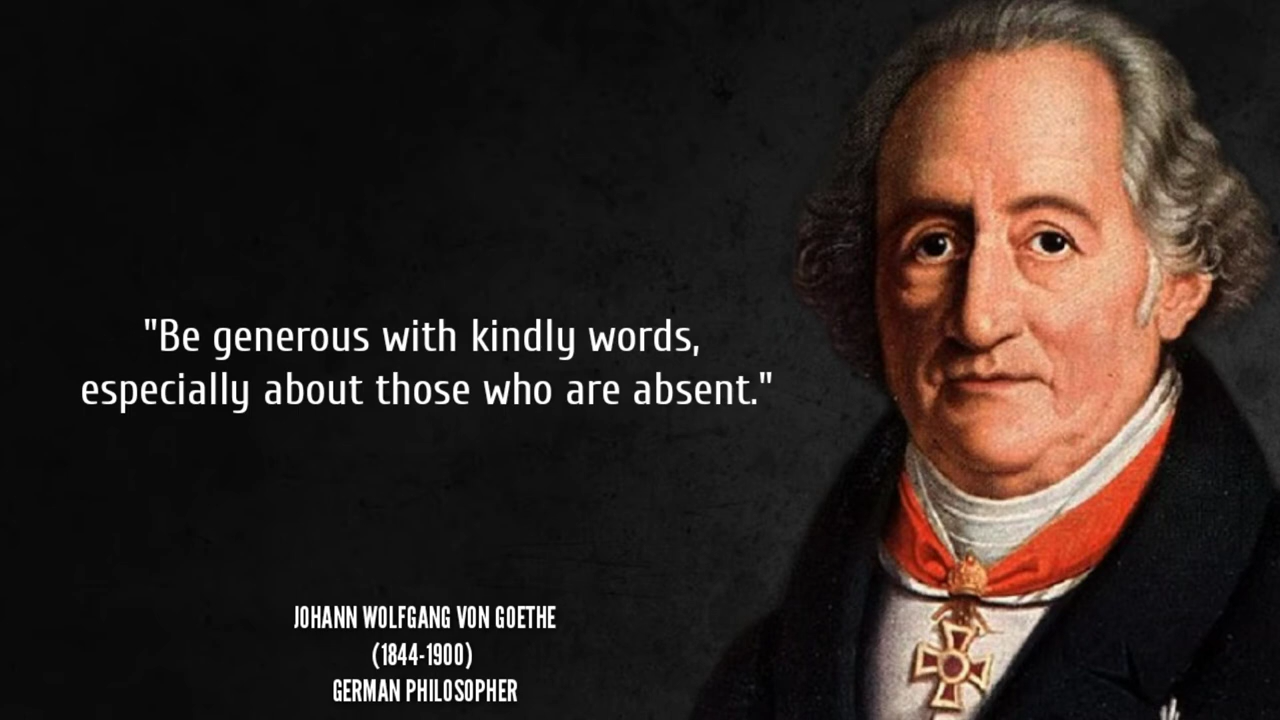 "Be generous with kindly words,
especially about those who are absent."
JOHANN WOLFGANG VON GOETHE
(1844-1900)
GERMAN PHILOSOPHER